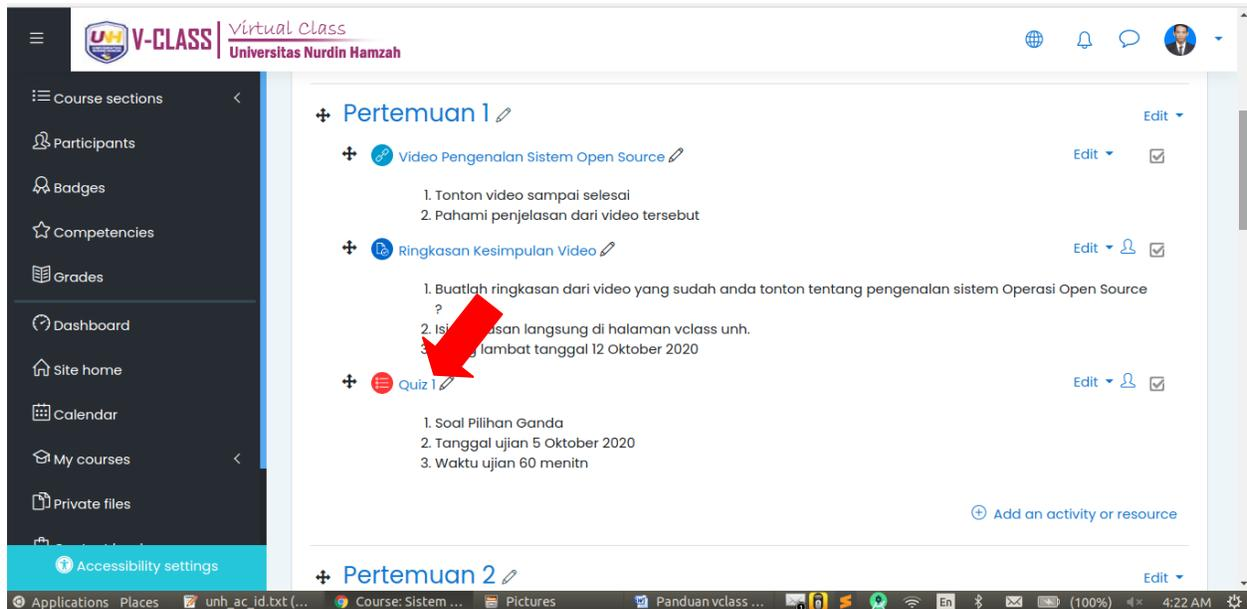 V-CLASS
Virtual Class
Universitas Nurdin Hamzah
Course sections
Participants
Badges
Competencies
Grades
Dashboard
Site home
Calendar
My courses
Private files
Accessibility settings
Pertemuan 1
Edit
Video Pengenalan Sistem Open Source
Edit
1. Tonton video sampai selesai
2. Pahami penjelasan dari video tersebut
Ringkasan Kesimpulan Video
Edit
1. Buatlah ringkasan dari video yang sudah anda tonton tentang pengenalan sistem Operasi Open Source
?
2. langsung di halaman vclass unh.
lambat tanggal 12 Oktober 2020
Quiz 1
Edit
1. Soal Pilihan Ganda
2. Tanggal ujian 5 Oktober 2020
3. Waktu ujian 60 menitn
Add an activity or resource
Pertemuan 2
Edit
Applications Places unh_ac_id.txt (... Course: Sistem ... Pictures Panduan vclass ... En (100%) 4:22 AM